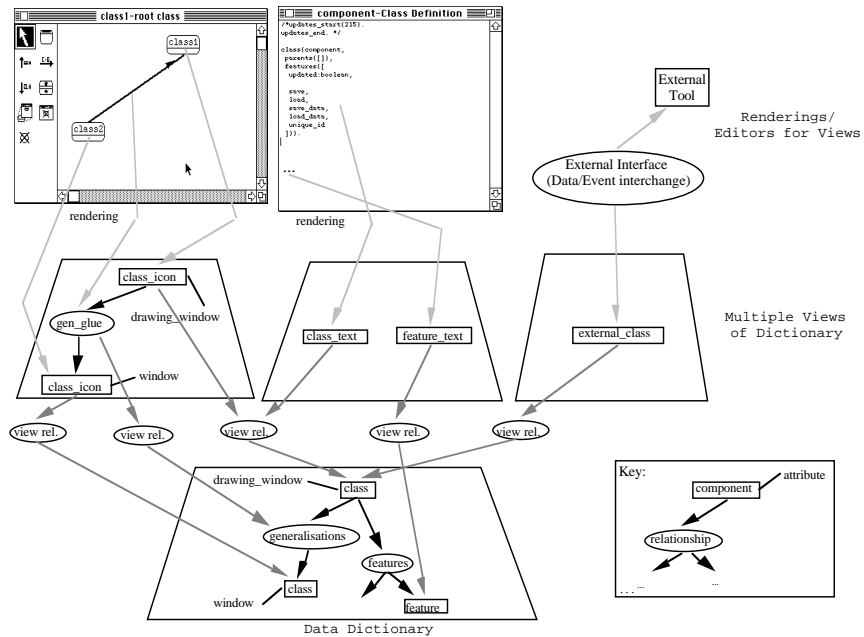 class1-root class
class1
class2
component-Class Definition
/*updates_start(215).
updates_end. */
class(component,
parents([]),
features([
updated:boolean,
save,
load,
save_data,
load_data,
unique_id
])).
...
External
Tool
Renderings/
Editors for Views
External Interface
(Data/Event interchange)
rendering
rendering
class_icon
drawing_window
gen_glue
class_icon
window
class_text
feature_text
external_class
Multiple Views
of Dictionary
view rel.
view rel.
view rel.
view rel.
view rel.
drawing_window
class
generalisations
features
class
window
feature
Data Dictionary
Key:
component
attribute
relationship
...
...